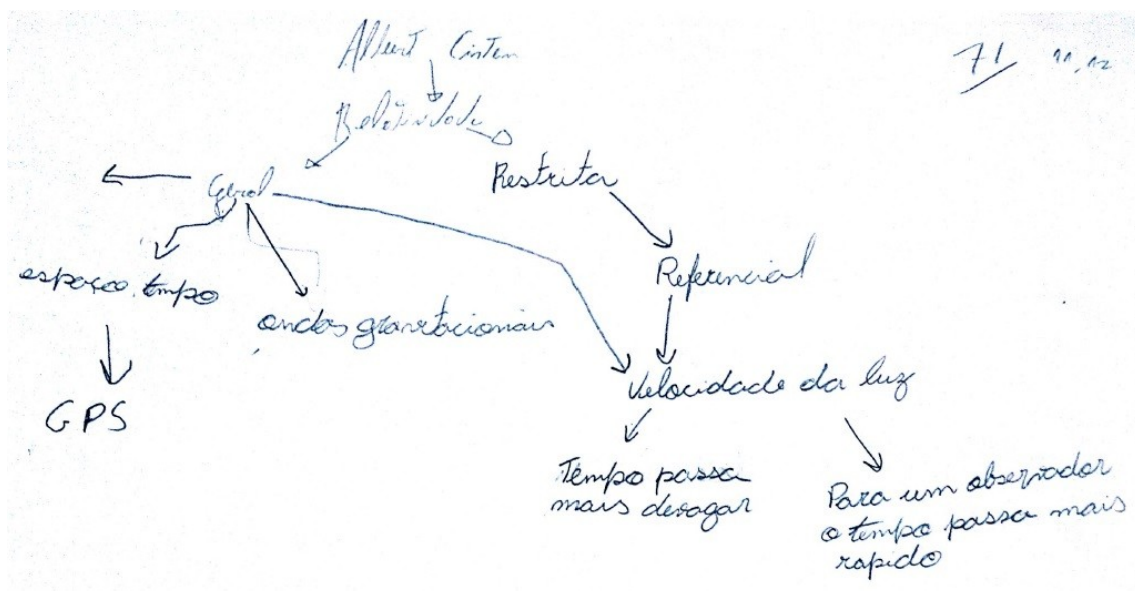 Albert Einsten
71 11, 12
Relatividade
Restrita
Geral
Referencial
espaço.tempo
ondas gravitacionais
Velocidade da luz
GPS
Tempo passa
mais devagar
Para um observador
o tempo passa mais
rapido